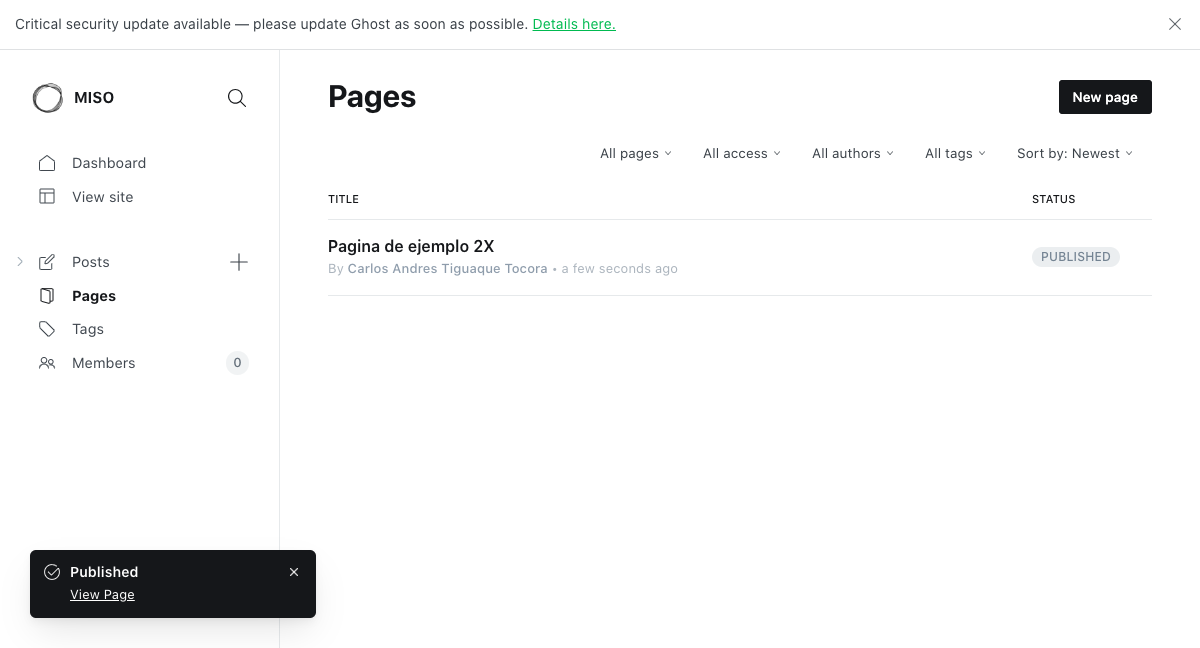 Critical security update available — please update Ghost as soon as possible. Details here.
MISO
Dashboard
View site
Posts
Pages
Tags
Members 0
Pages
New page
All pages All access All authors All tags Sort by: Newest
TITLE STATUS
Pagina de ejemplo 2X
By Carlos Andres Tiguaque Tocora • a few seconds ago
PUBLISHED
Published
View Page